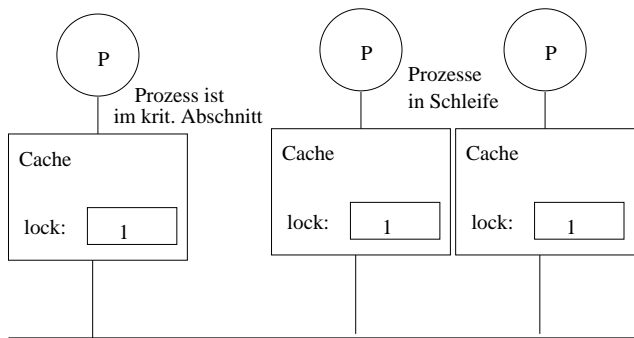 P
Prozess ist
im krit. Abschnitt
Cache
lock: 1
P
Prozesse
in Schleife
Cache
lock: 1
P
Cache
lock: 1